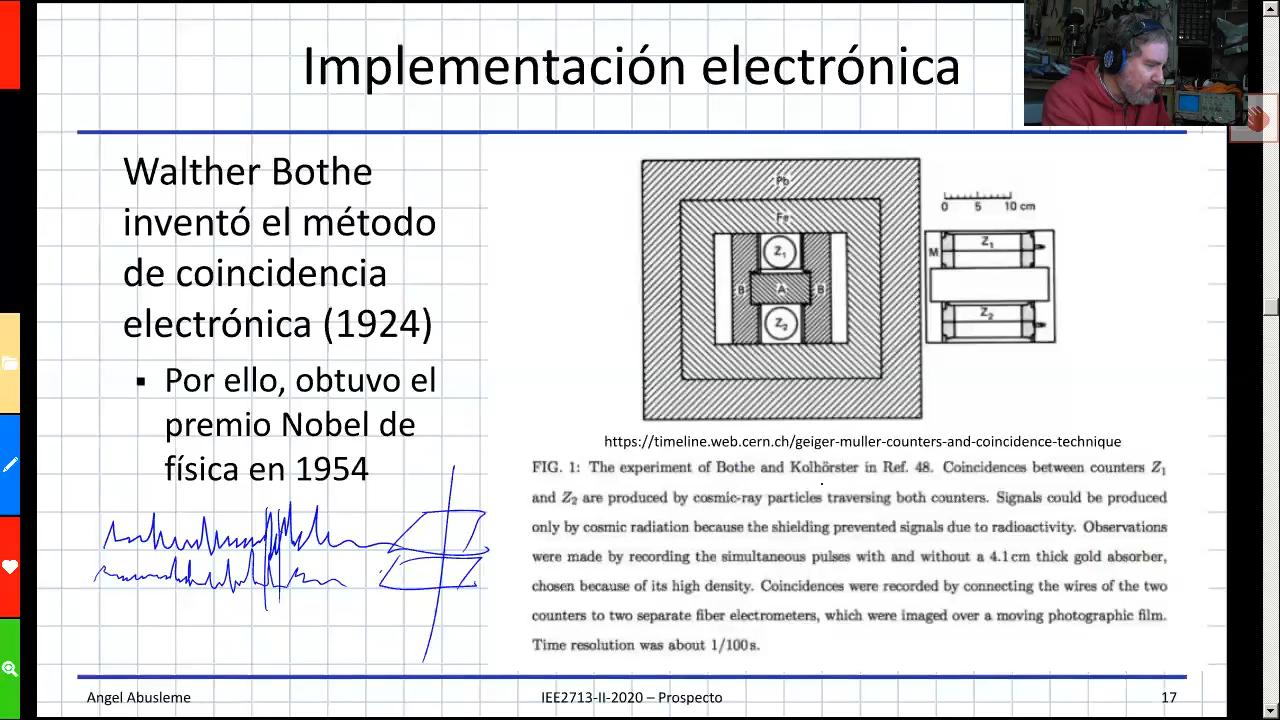 Implementación electrónica
Walther Bothe
inventó el método
de coincidencia
electrónica (1924)
▪ Por ello, obtuvo el
premio Nobel de
física en 1954
Pb
Fe
Z1
B A B
Z2
0 5 10 cm
M Z1
Z2
https://timeline.web.cern.ch/geiger-muller-counters-and-coincidence-technique
FIG. 1: The experiment of Bothe and Kolhörster in Ref. 48. Coincidences between counters Z1
and Z2 are produced by cosmic-ray particles traversing both counters. Signals could be produced
only by cosmic radiation because the shielding prevented signals due to radioactivity. Observations
were made by recording the simultaneous pulses with and without a 4.1 cm thick gold absorber,
chosen because of its high density. Coincidences were recorded by connecting the wires of the two
counters to two separate fiber electrometers, which were imaged over a moving photographic film.
Time resolution was about 1/100 s.
Angel Abusleme
IEE2713-II-2020 – Prospecto
17